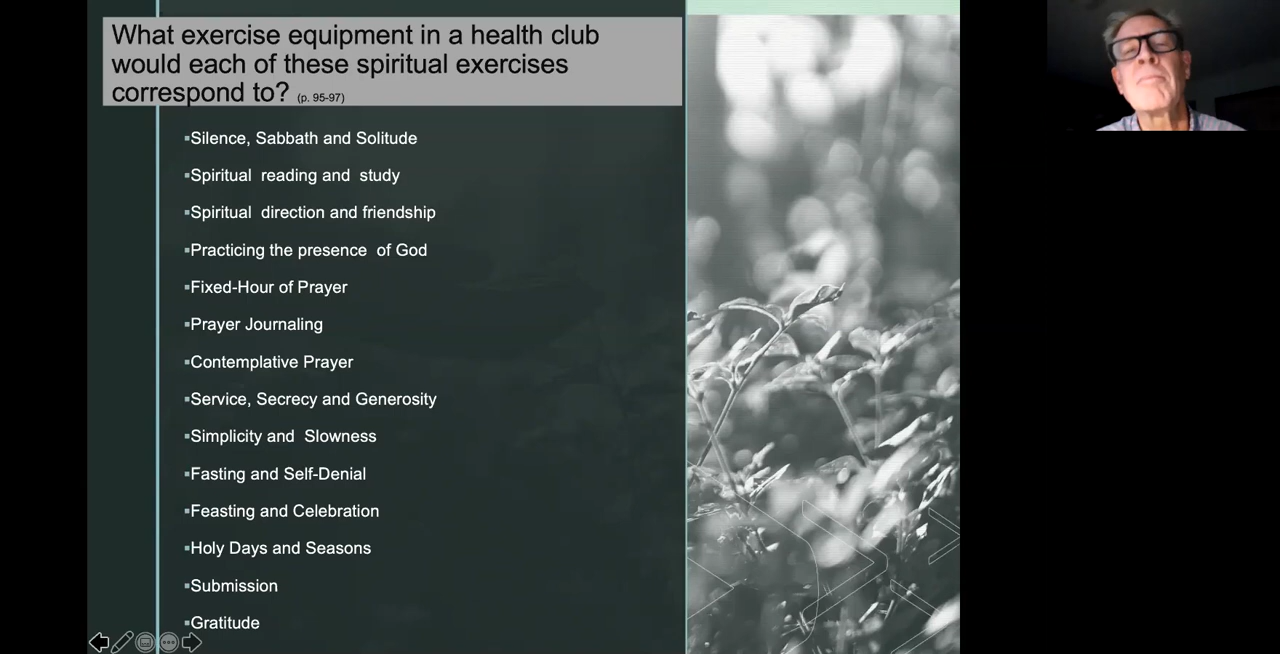 What exercise equipment in a health club
would each of these spiritual exercises
correspond to? (p. 95-97)
▪Silence, Sabbath and Solitude
▪Spiritual reading and study
▪Spiritual direction and friendship
▪Practicing the presence of God
▪Fixed-Hour of Prayer
▪Prayer Journaling
▪Contemplative Prayer
▪Service, Secrecy and Generosity
▪Simplicity and Slowness
▪Fasting and Self-Denial
▪Feasting and Celebration
▪Holy Days and Seasons
▪Submission
▪Gratitude